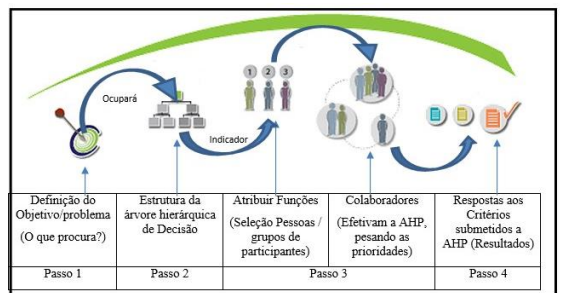 Ocupará
1 2 3
Indicador
Definição do
Objetivo/problema
(O que procura?)
Estrutura da
árvore hierárquica
de Decisão
Atribuir Funções
(Seleção Pessoas /
grupos de
participantes)
Colaboradores
(Efetivam a AHP,
pesando as
prioridades)
Respostas aos
Critérios
submetidos a
AHP (Resultados)
Passo 1
Passo 2
Passo 3
Passo 4